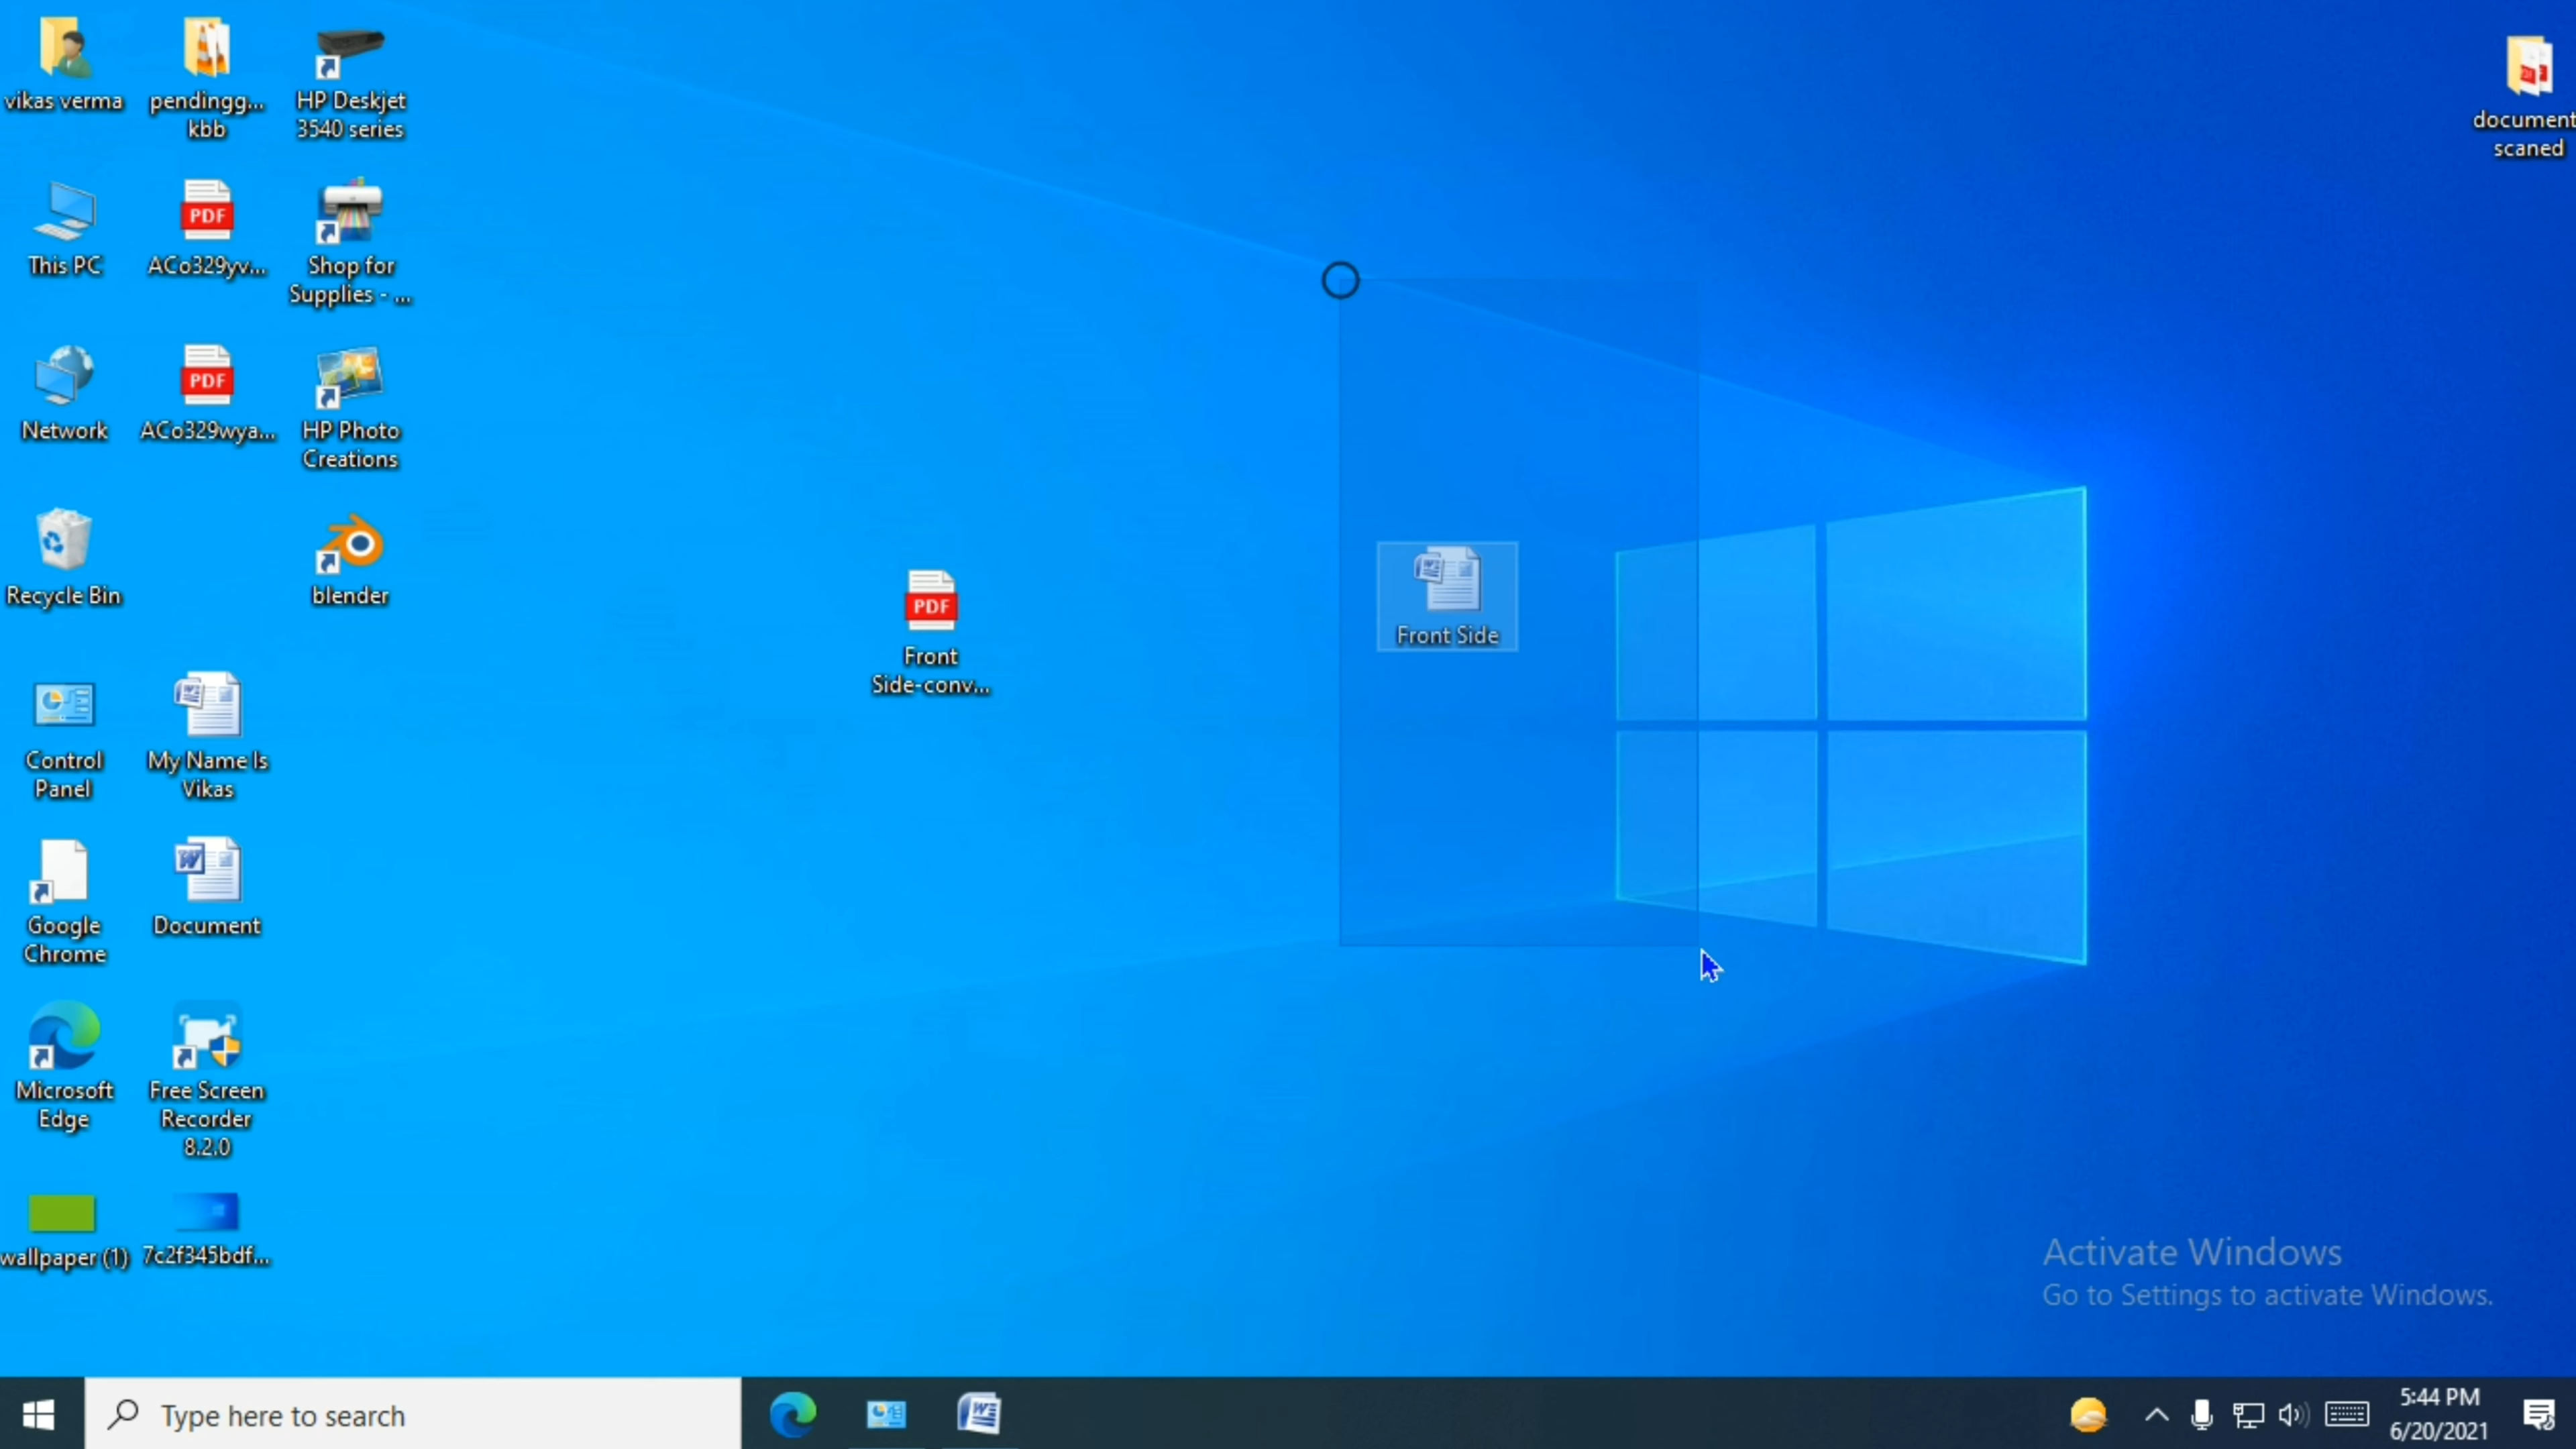 vikas verma
pendingg...
kbb
HP Deskjet
3540 series
document
scaned
This PC
PDF
ACo329yv...
Shop for
Supplies - ...
Network
PDF
ACo329wya...
HP Photo
Creations
Recycle Bin
blender
PDF
Front
Side-conv...
Front Side
Control
Panel
My Name Is
Vikas
Google
Chrome
W
Document
Microsoft
Edge
Free Screen
Recorder
8.2.0
wallpaper (1)
7c2f345bdf...
Activate Windows
Go to Settings to activate Windows.
Type here to search
W
5:44 PM
6/20/2021